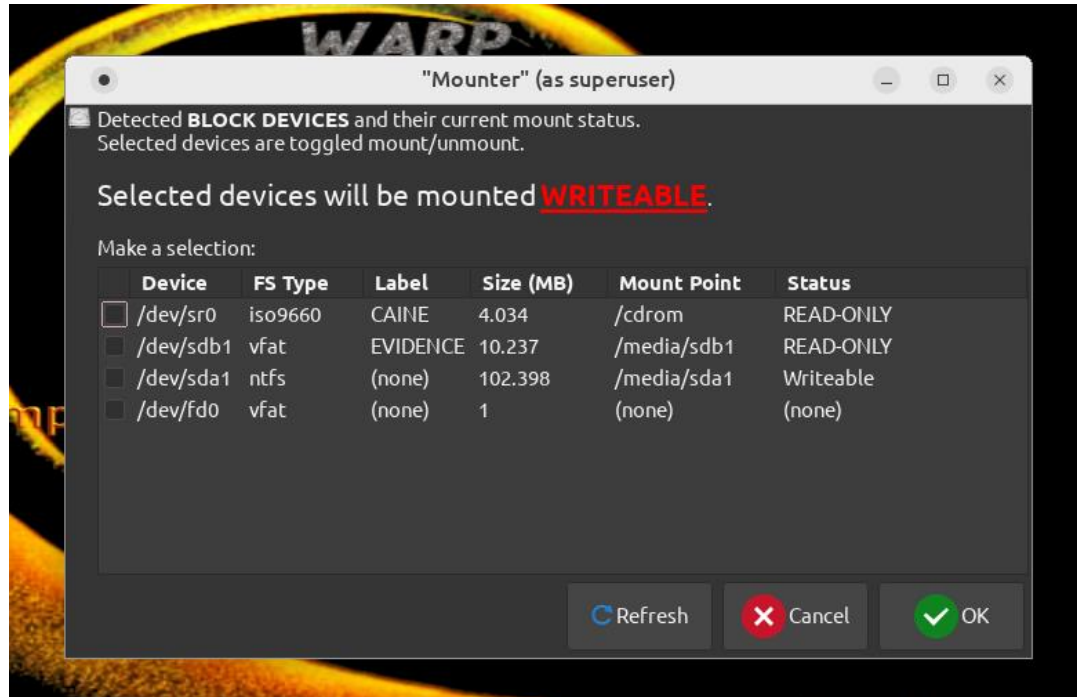 WARP
"Mounter" (as superuser)
Detected BLOCK DEVICES and their current mount status.
Selected devices are toggled mount/unmount.
Selected devices will be mounted WRITEABLE.
Make a selection:
Device FS Type Label Size (MB) Mount Point Status
/dev/sr0 iso9660 CAINE 4.034 /cdrom READ-ONLY
/dev/sdb1 vfat EVIDENCE 10.237 /media/sdb1 READ-ONLY
/dev/sda1 ntfs (none) 102.398 /media/sda1 Writeable
/dev/fd0 vfat (none) 1 (none) (none)
Refresh Cancel OK